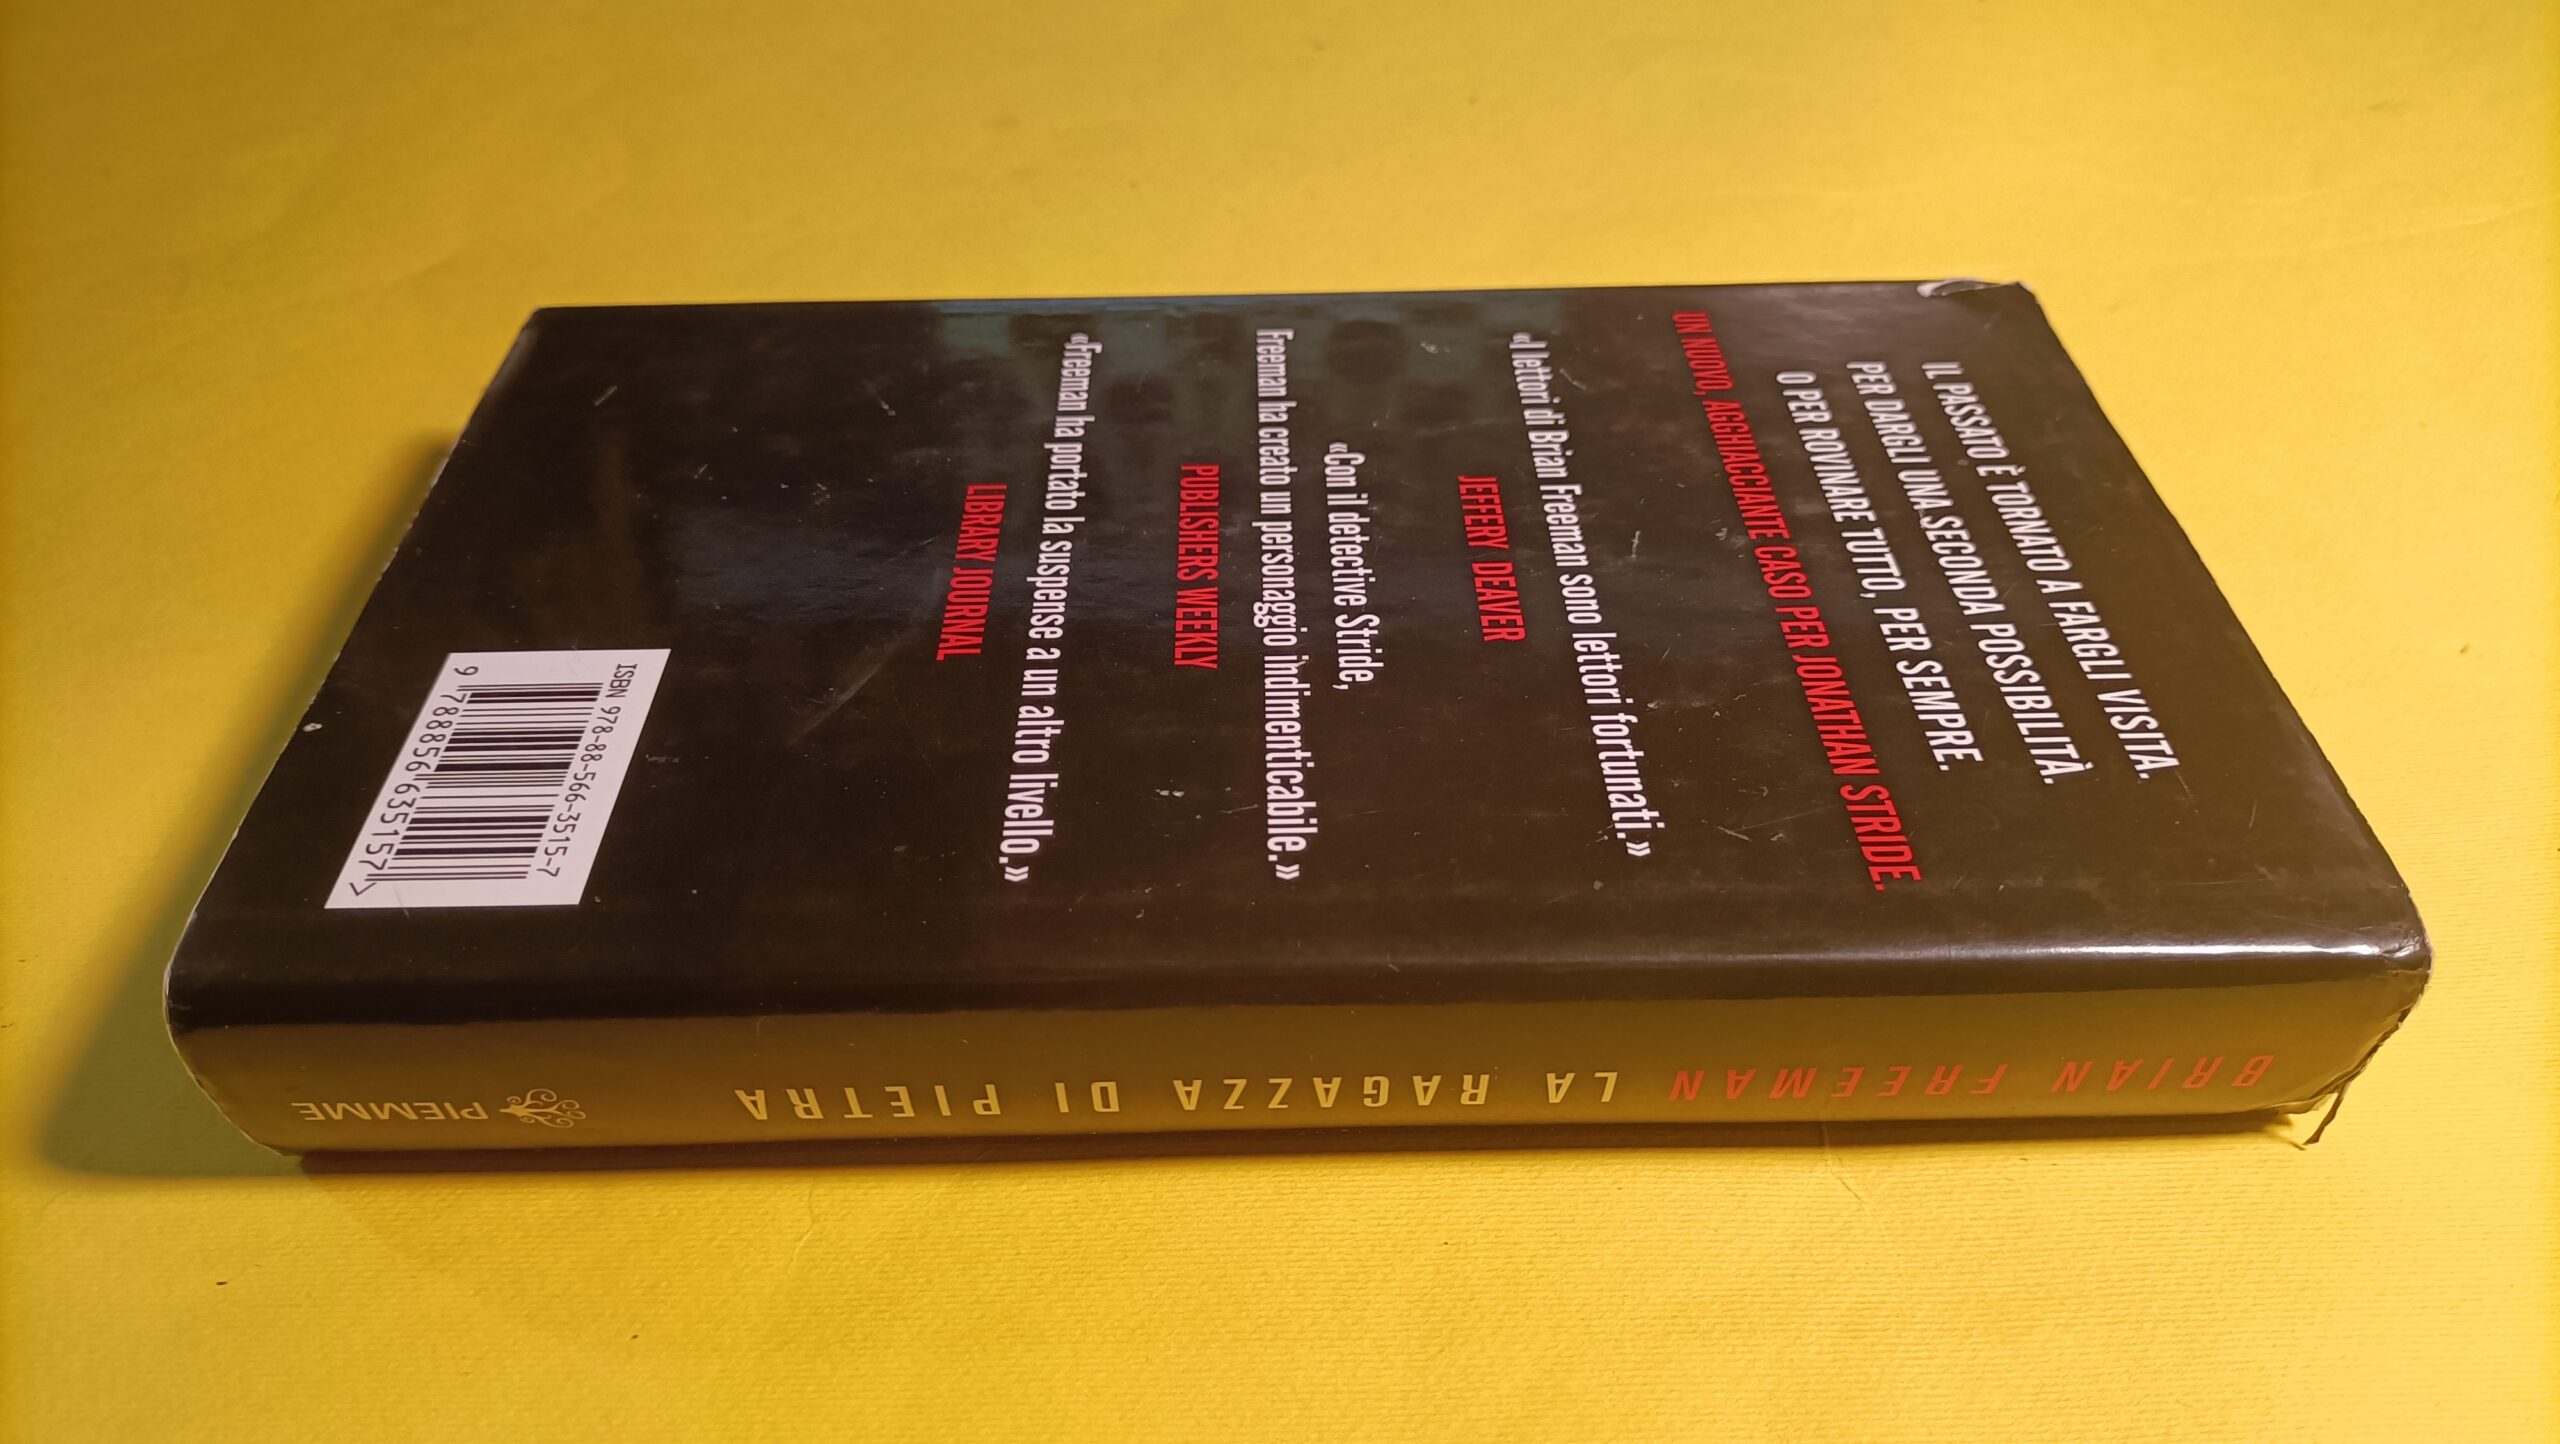 IL PASSATO È TORNATO A FARGLI VISITA.
PER DARGLI UNA SECONDA POSSIBILITÀ.
O PER ROVINARE TUTTO, PER SEMPRE.
UN NUOVO, AGGHIACCIANTE CASO PER JONATHAN STRIDE.
«I lettori di Brian Freeman sono lettori fortunati.»
JEFFERY DEAVER
«Con il detective Stride,
Freeman ha creato un personaggio indimenticabile.»
PUBLISHERS WEEKLY
«Freeman ha portato la suspense a un altro livello.»
LIBRARY JOURNAL
ISBN 978-88-566-3515-7
9 788856 635157 >
BRIAN FREEMAN LA RAGAZZA DI PIETRA
PIEMME